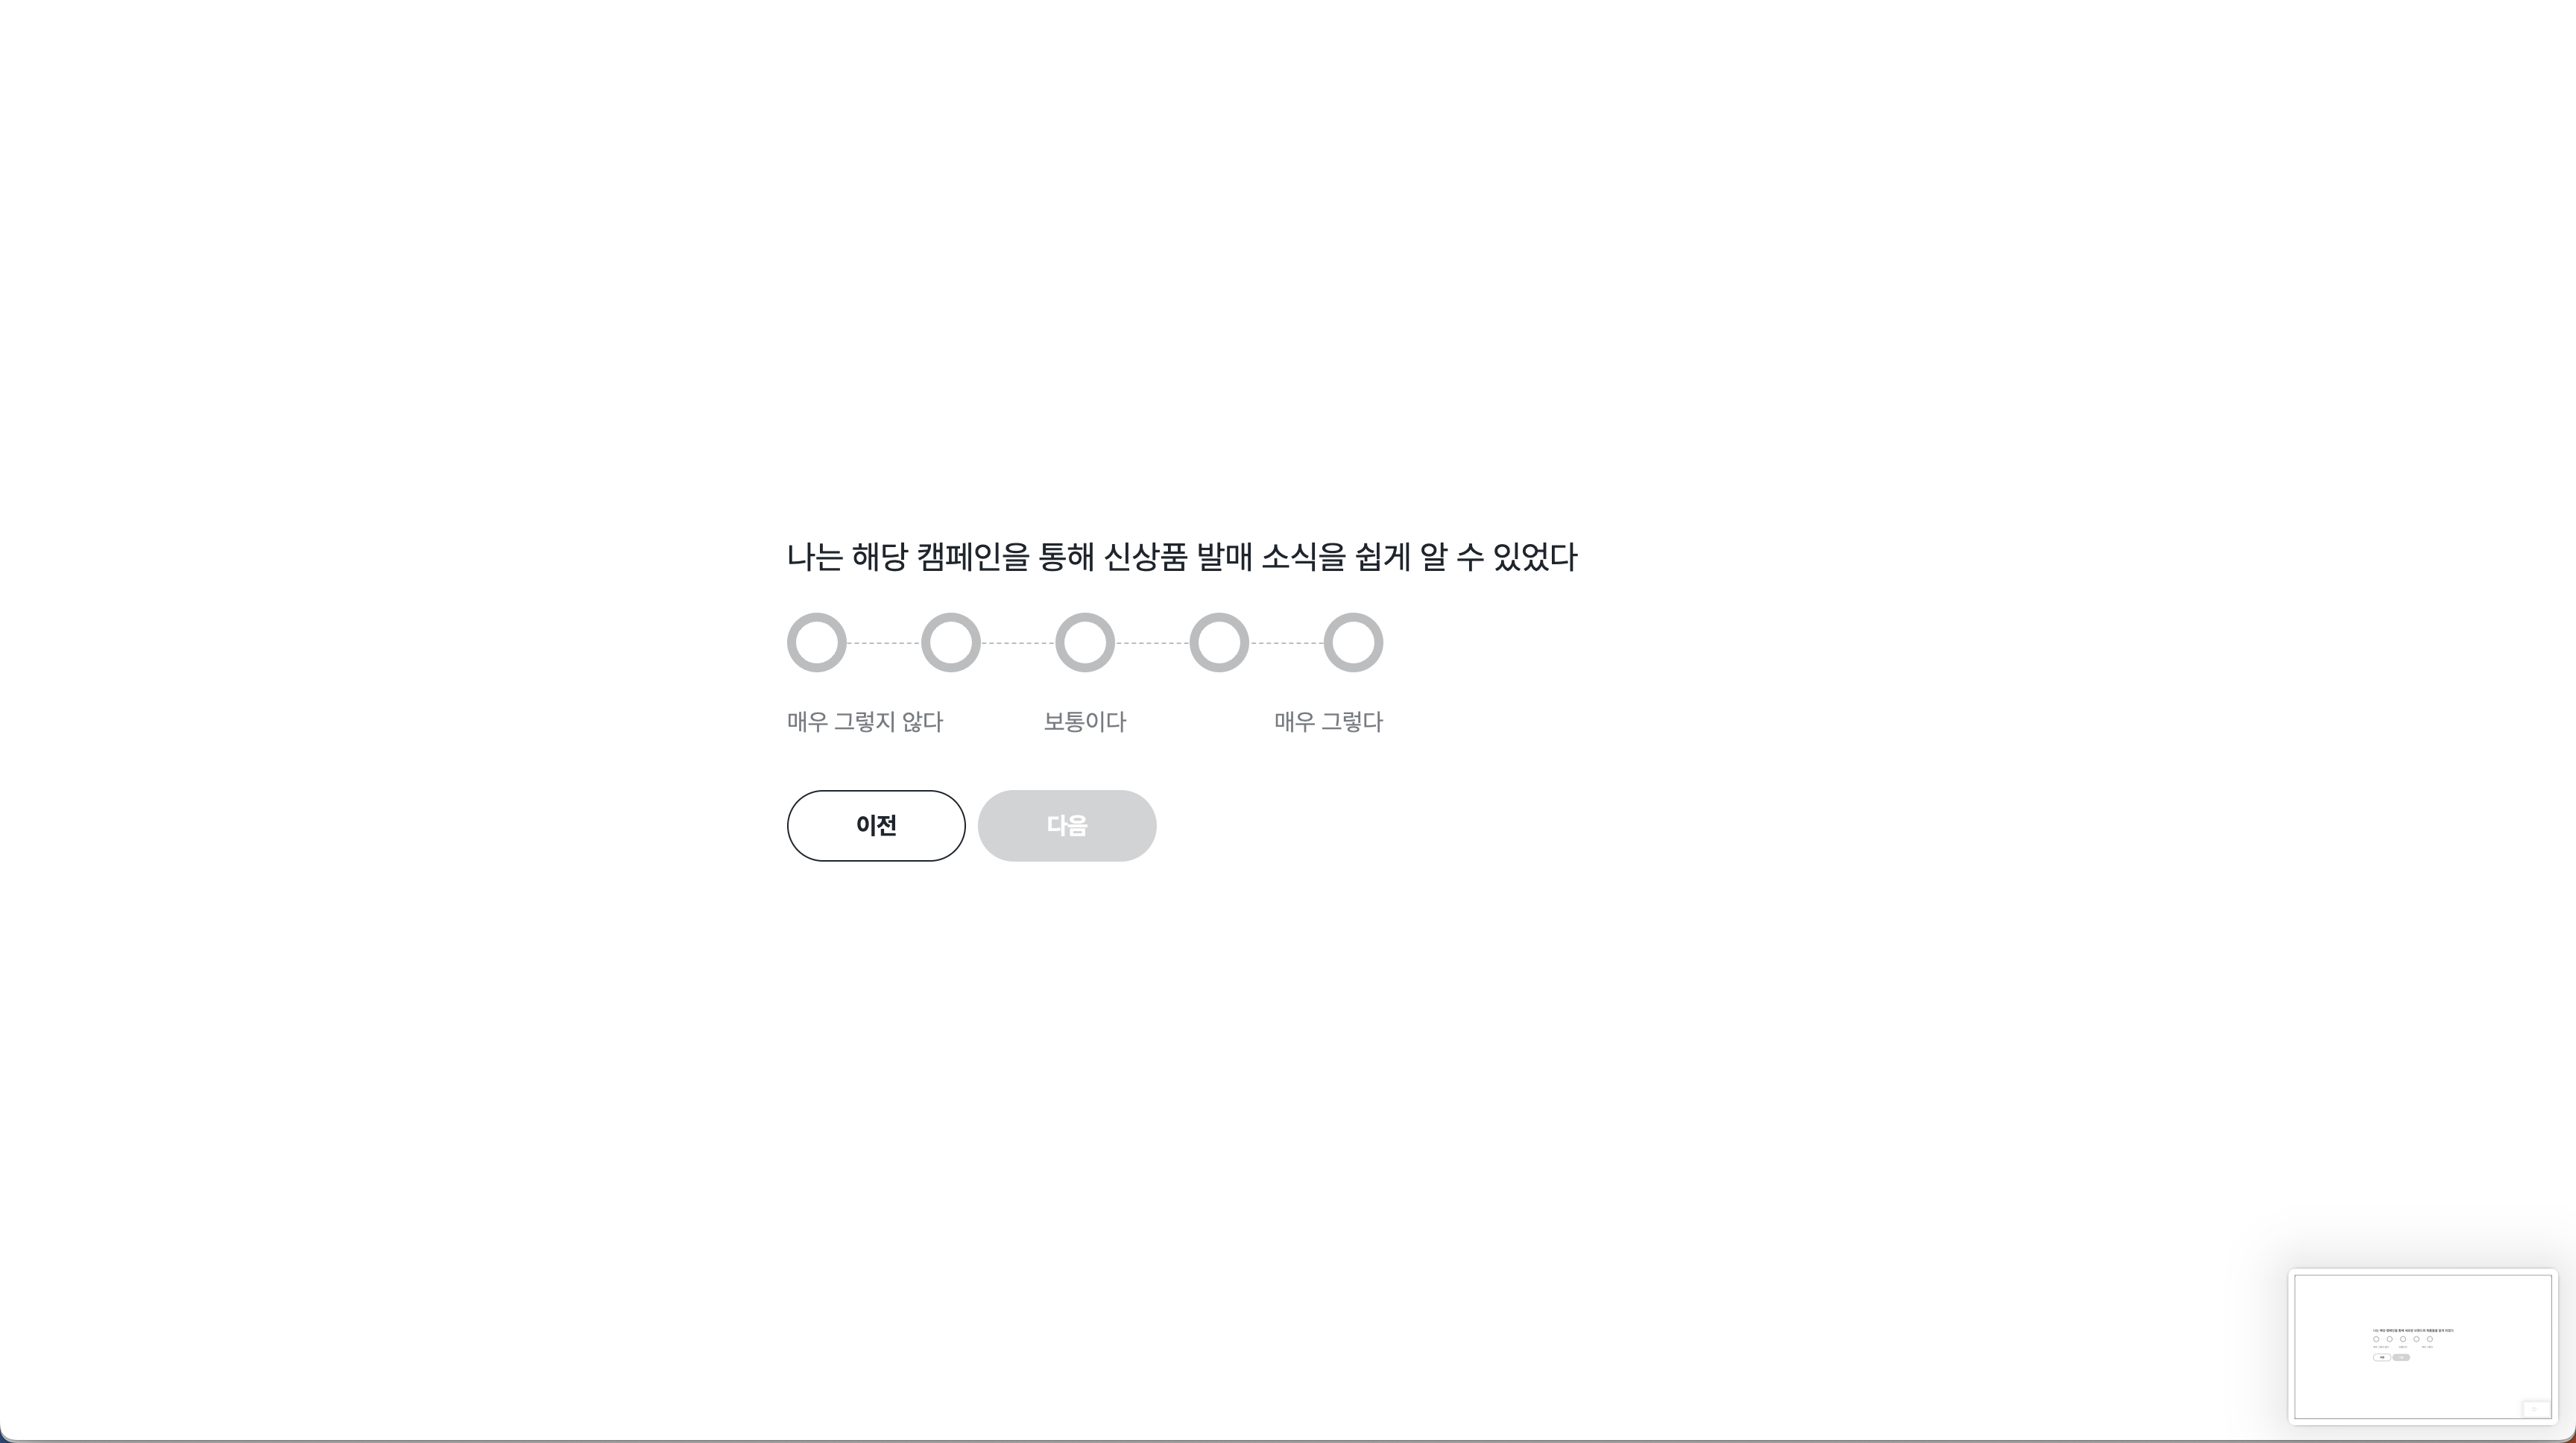 나는 해당 캠페인을 통해 신상품 발매 소식을 쉽게 알 수 있었다
매우 그렇지 않다 보통이다 매우 그렇다
이전 다음